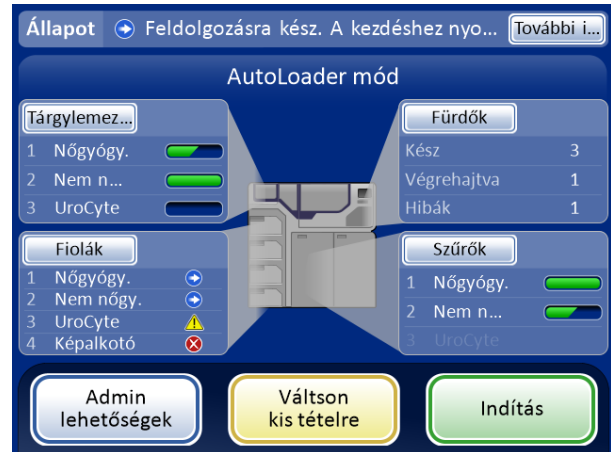 Állapot Feldolgozásra kész. A kezdéshez nyo... További i...
AutoLoader mód
Tárgylemez...
1 Nőgyógy.
2 Nem n...
3 UroCyte
Fürdők
Kész 3
Végrehajtva 1
Hibák 1
Fiolák
1 Nőgyógy.
2 Nem nőgy.
3 UroCyte
4 Képalkotó
Szűrők
1 Nőgyógy.
2 Nem n...
3 UroCyte
Admin
lehetőségek
Váltson
kis tételre
Indítás